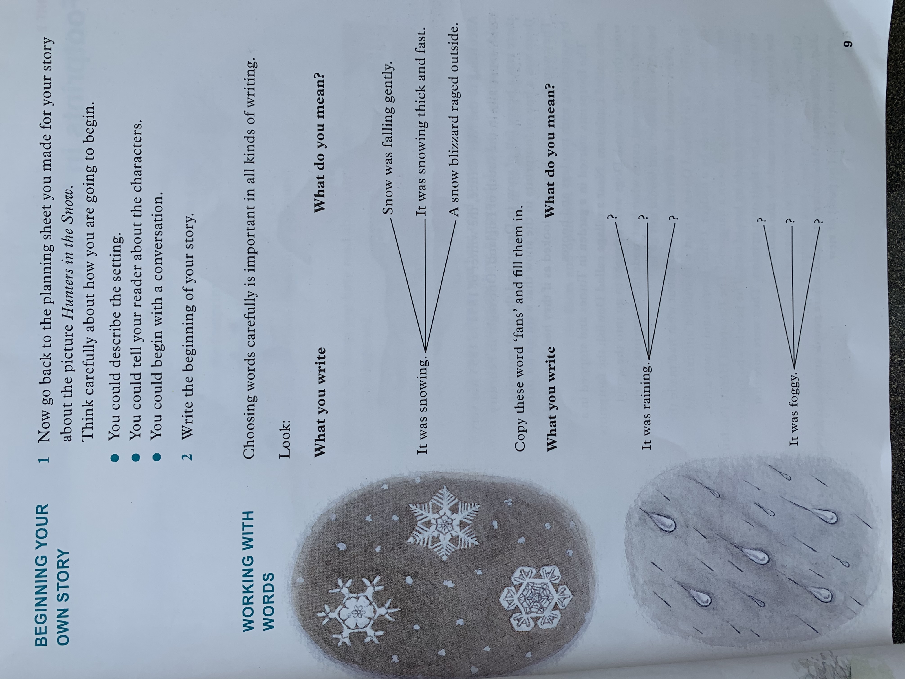 BEGINNING YOUR
OWN STORY
1 Now go back to the planning sheet you made for your story
about the picture Hunters in the Snow.
Think carefully about how you are going to begin.
● You could describe the setting.
● You could tell your reader about the characters.
● You could begin with a conversation.
2 Write the beginning of your story.
WORKING WITH
WORDS
Choosing words carefully is important in all kinds of writing.
Look:
What you write What do you mean?
Snow was falling gently.
It was snowing. It was snowing thick and fast.
A snow blizzard raged outside.
Copy these word 'fans' and fill them in.
What you write What do you mean?
?
It was raining. ?
?
?
It was foggy. ?
?
9